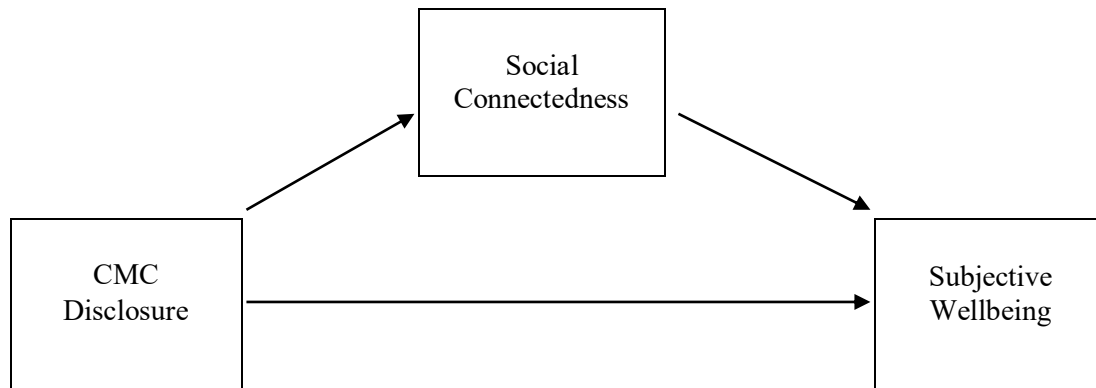 Social
Connectedness
CMC
Disclosure
Subjective
Wellbeing